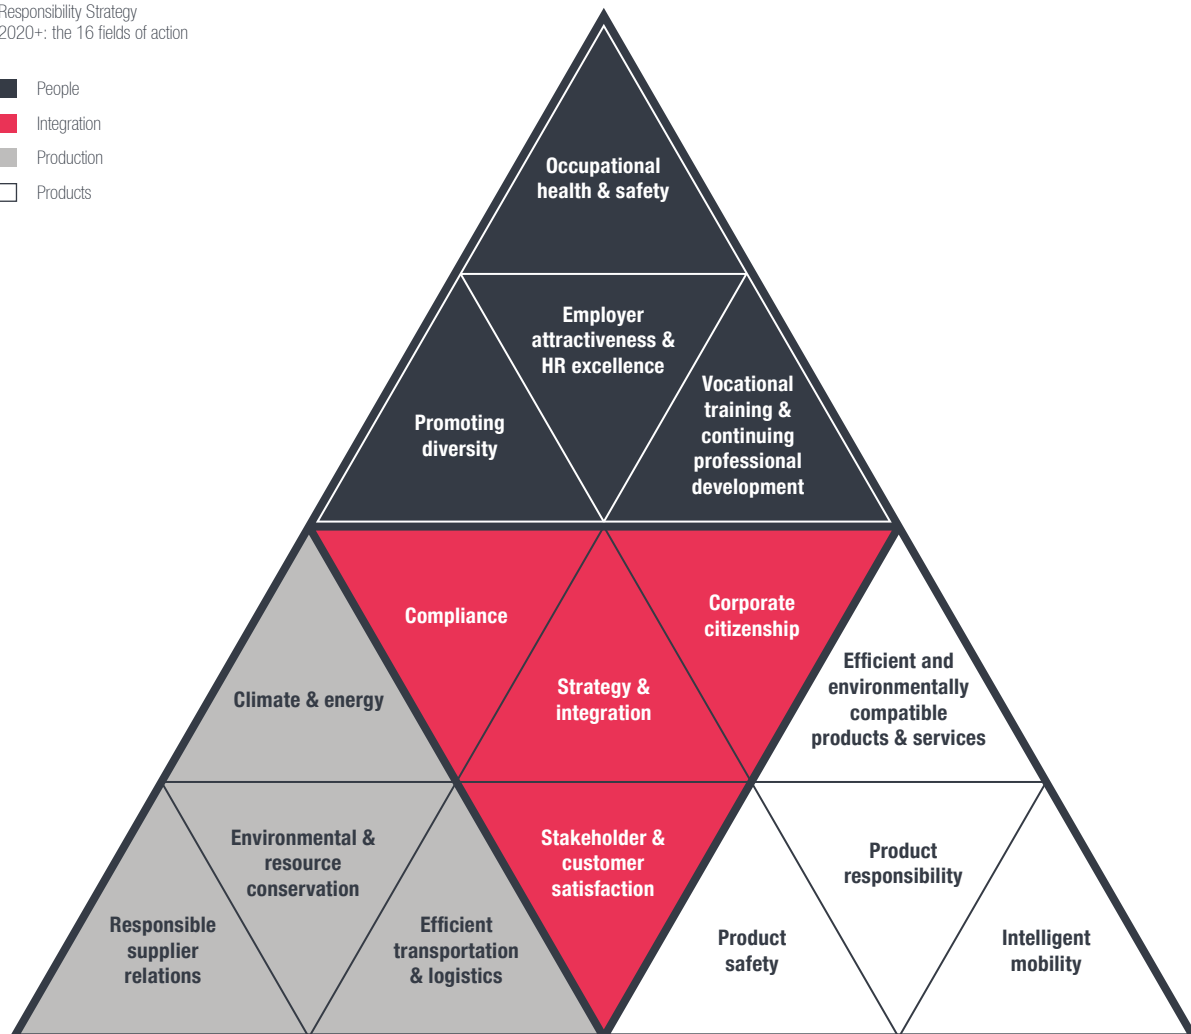 Responsibility Strategy
2020+: the 16 fields of action
People
Integration
Production
Products
Occupational
health & safety
Employer
attractiveness &
HR excellence
Promoting
diversity
Vocational
training &
continuing
professional
development
Compliance
Corporate
citizenship
Strategy &
integration
Climate & energy
Efficient and
environmentally
compatible
products & services
Environmental &
resource
conservation
Stakeholder &
customer
satisfaction
Product
responsibility
Responsible
supplier
relations
Efficient
transportation
& logistics
Product
safety
Intelligent
mobility